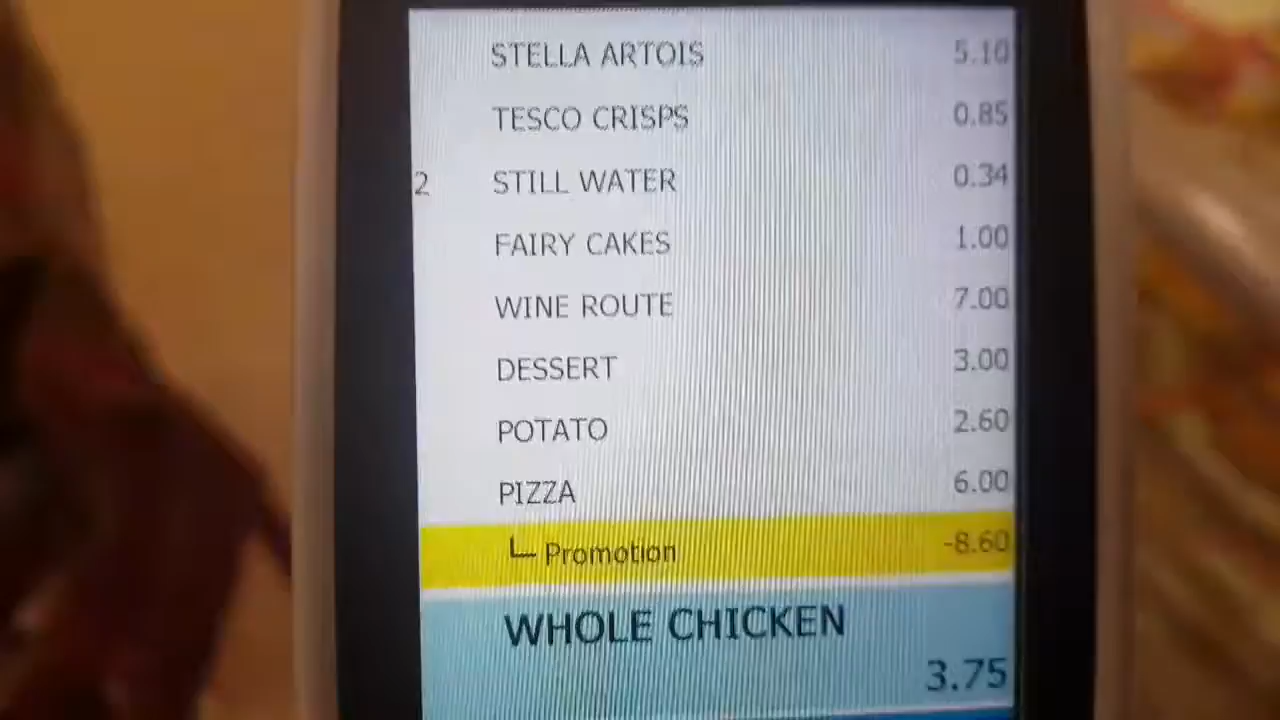 STELLA ARTOIS 5.10
TESCO CRISPS 0.85
2 STILL WATER 0.34
FAIRY CAKES 1.00
WINE ROUTE 7.00
DESSERT 3.00
POTATO 2.60
PIZZA 6.00
Promotion -8.60
WHOLE CHICKEN
3.75